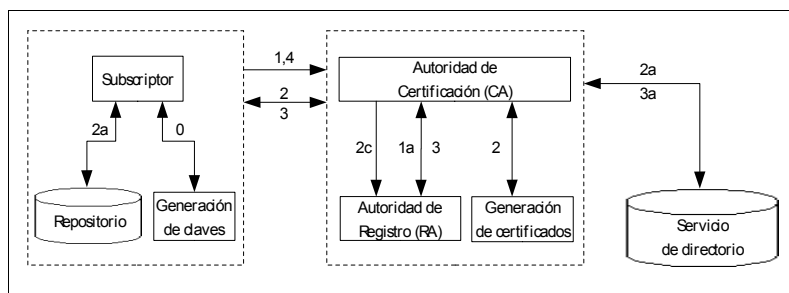 Subscriptor
2a
0
Repositorio
Generación
de claves
1,4
2
3
Autoridad de
Certificación (CA)
2c
1a
3
2
Autoridad de
Registro (RA)
Generación
de certificados
2a
3a
Servicio
de directorio